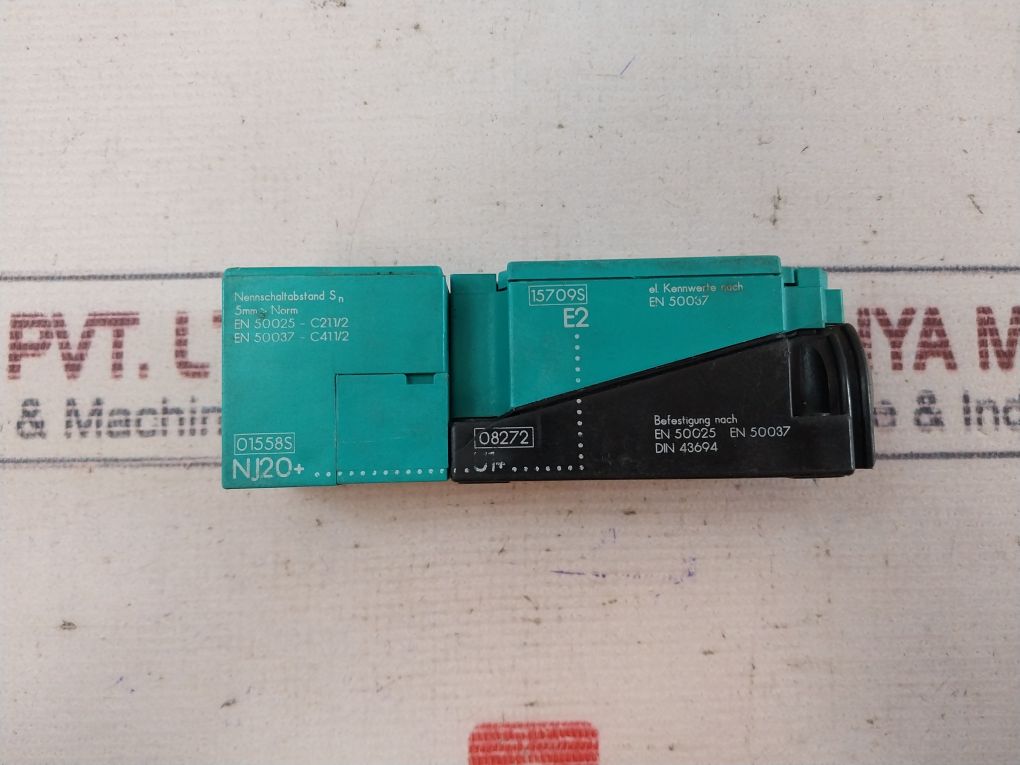 Nennschaltabstand Sn
5mm > Norm
EN 50025 - C211/2
EN 50037 - C411/2
01558S
NJ20+
15709S
E2
el. Kennwerte nach
EN 50037
08272
U1+
Befestigung nach
EN 50025 EN 50037
DIN 43694
PVT.
& Machin
& Ind